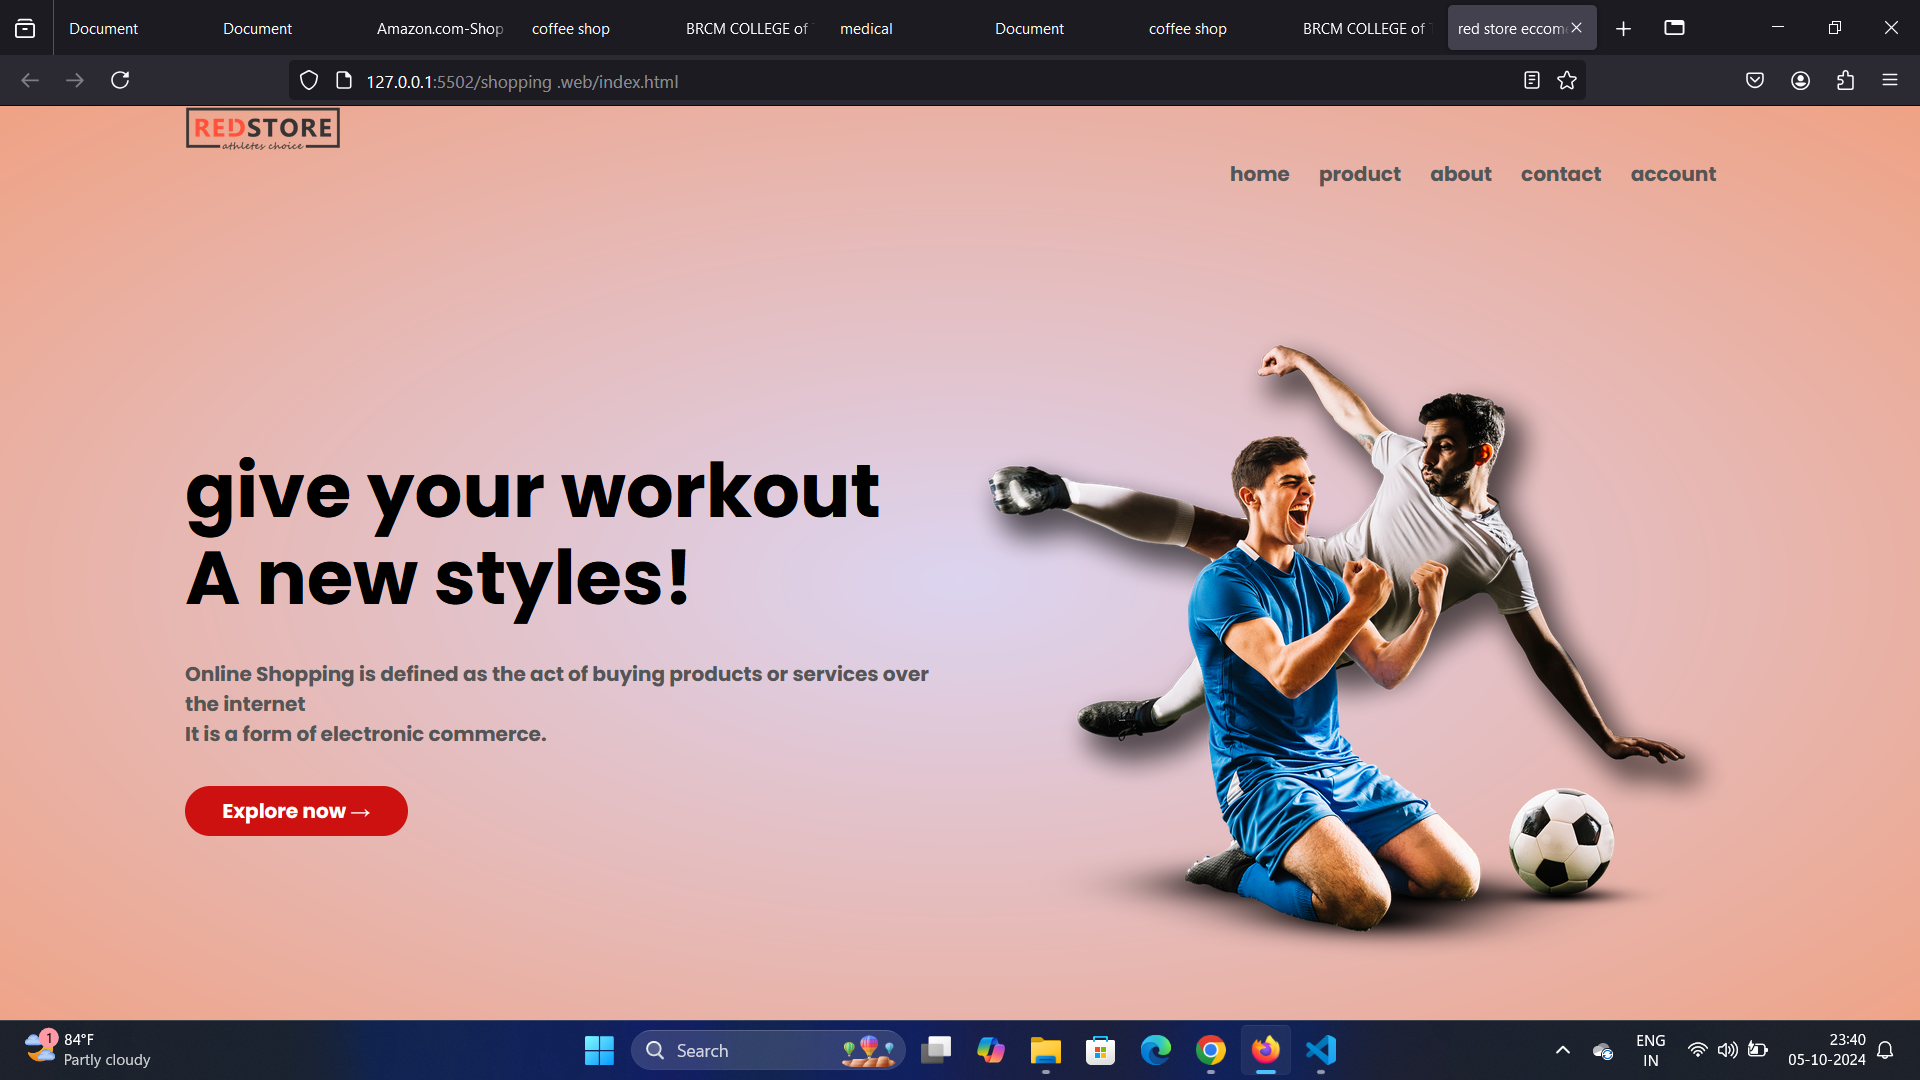 Document
Document
Amazon.com-Shop
coffee shop
BRCM COLLEGE of
medical
Document
coffee shop
BRCM COLLEGE of
red store eccom
127.0.0.1:5502/shopping .web/index.html
REDSTORE
athletes choice
home product about contact account
give your workout
A new styles!
Online Shopping is defined as the act of buying products or services over
the internet
It is a form of electronic commerce.
Explore now →
1
84°F
Partly cloudy
Search
ENG
IN
23:40
05-10-2024